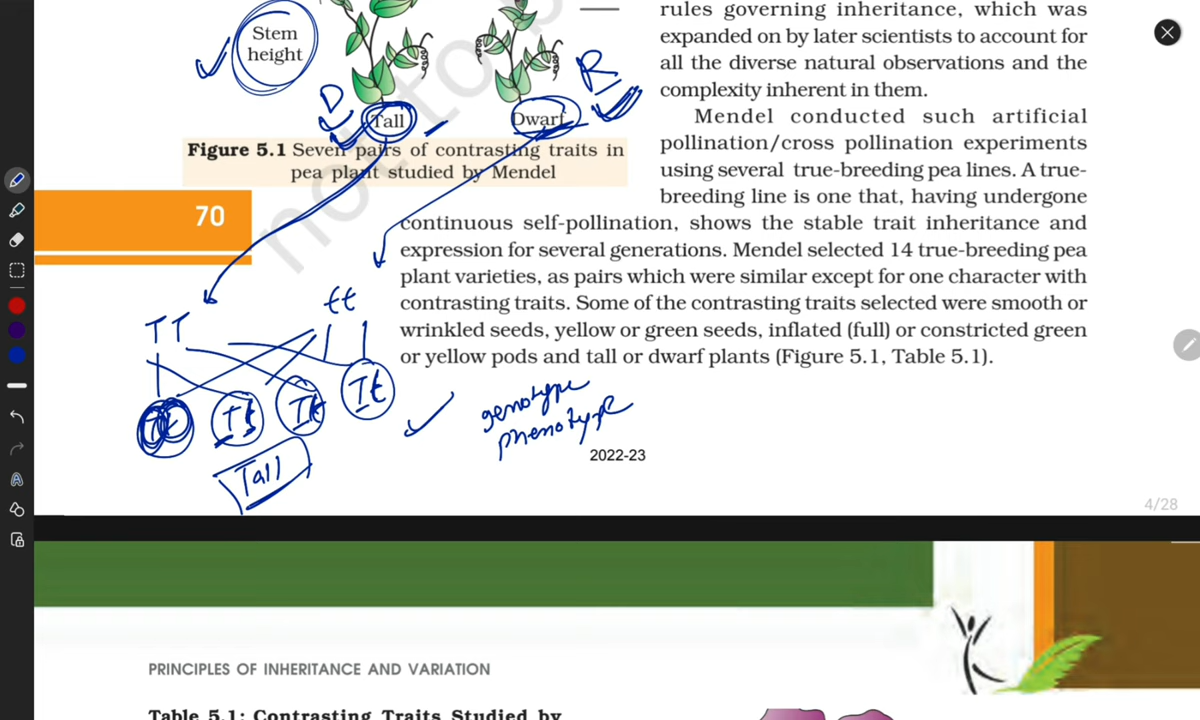 Stem
height
D
R
Tall
Dwarf
Figure 5.1 Seven pairs of contrasting traits in
pea plant studied by Mendel
70
rules governing inheritance, which was
expanded on by later scientists to account for
all the diverse natural observations and the
complexity inherent in them.
Mendel conducted such artificial
pollination/cross pollination experiments
using several true-breeding pea lines. A true-
breeding line is one that, having undergone
continuous self-pollination, shows the stable trait inheritance and
expression for several generations. Mendel selected 14 true-breeding pea
plant varieties, as pairs which were similar except for one character with
contrasting traits. Some of the contrasting traits selected were smooth or
wrinkled seeds, yellow or green seeds, inflated (full) or constricted green
or yellow pods and tall or dwarf plants (Figure 5.1, Table 5.1).
TT
tt
Tt Tt Tt
Tall
genotype
phenotype
2022-23
4/28
PRINCIPLES OF INHERITANCE AND VARIATION
Table 5.1: Contrasting Traits Studied by
not to